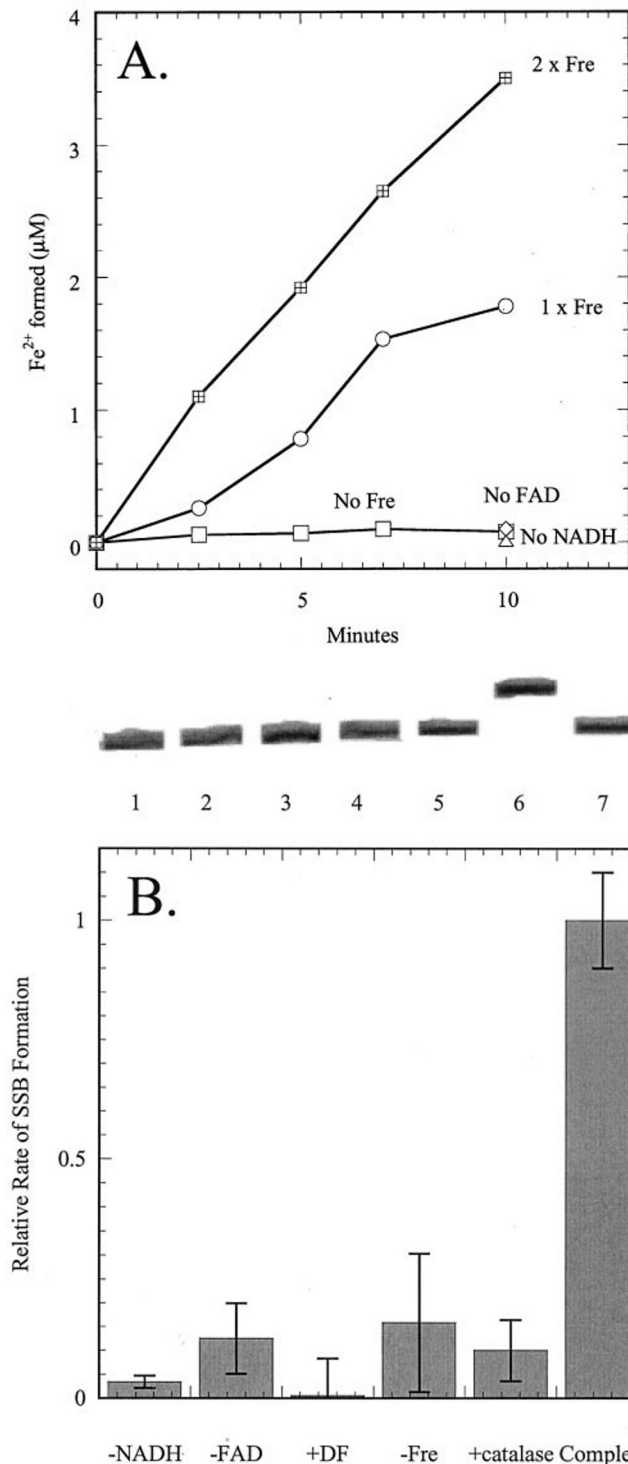 A.
4
3
2
1
0
Fe2+ formed (μM)
2 x Fre
1 x Fre
No Fre
No FAD
No NADH
0
5
10
Minutes
1 2 3 4 5 6 7
B.
1
0.5
0
Relative Rate of SSB Formation
-NADH -FAD +DF -Fre +catalase Comple